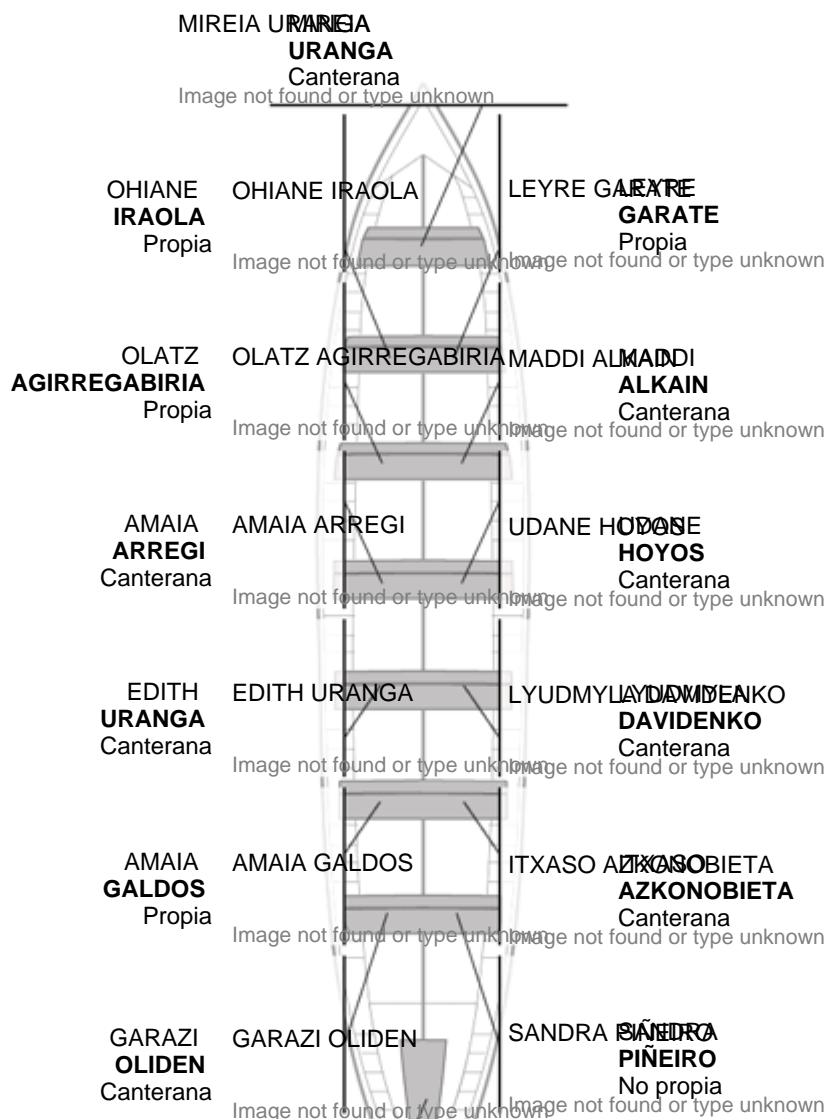 MIREIA URANGA
MIREIA
URANGA
Canterana
Image not found or type unknown
OHIANE
IRAOLA
Propia
OHIANE IRAOLA
Image not found or type unknown
LEYRE GARATE
Image not found or type unknown
LEYRE
GARATE
Propia
OLATZ
AGIRREGABIRIA
Propia
OLATZ AGIRREGABIRIA
Image not found or type unknown
MADDI ALKAIN
Image not found or type unknown
MADDI
ALKAIN
Canterana
AMAIA
ARREGI
Canterana
AMAIA ARREGI
Image not found or type unknown
UDANE HOYOS
Image not found or type unknown
UDANE
HOYOS
Canterana
EDITH
URANGA
Canterana
EDITH URANGA
Image not found or type unknown
LYUDMYLA DAVIDENKO
Image not found or type unknown
LYUDMYLA
DAVIDENKO
Canterana
AMAIA
GALDOS
Propia
AMAIA GALDOS
Image not found or type unknown
ITXASO AZKONOBIETA
Image not found or type unknown
ITXASO
AZKONOBIETA
Canterana
GARAZI
OLIDEN
Canterana
GARAZI OLIDEN
Image not found or type unknown
SANDRA PIÑEIRO
Image not found or type unknown
SANDRA
PIÑEIRO
No propia